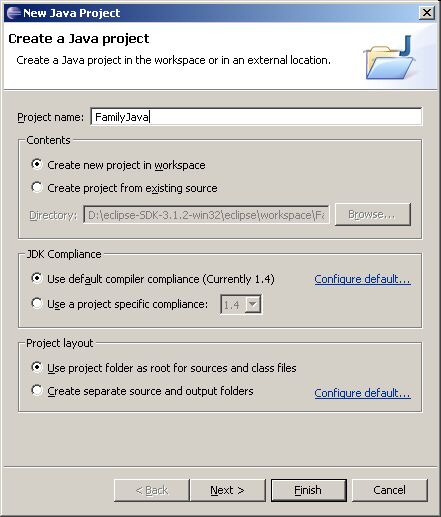 New Java Project
Create a Java project
Create a Java project in the workspace or in an external location.
Project name: FamilyJava
Contents
Create new project in workspace
Create project from existing source
Directory: D:\eclipse-SDK-3.1.2-win32\eclipse\workspace\Fa Browse...
JDK Compliance
Use default compiler compliance (Currently 1.4) Configure default...
Use a project specific compliance: 1.4
Project layout
Use project folder as root for sources and class files
Create separate source and output folders Configure default...
< Back Next > Finish Cancel